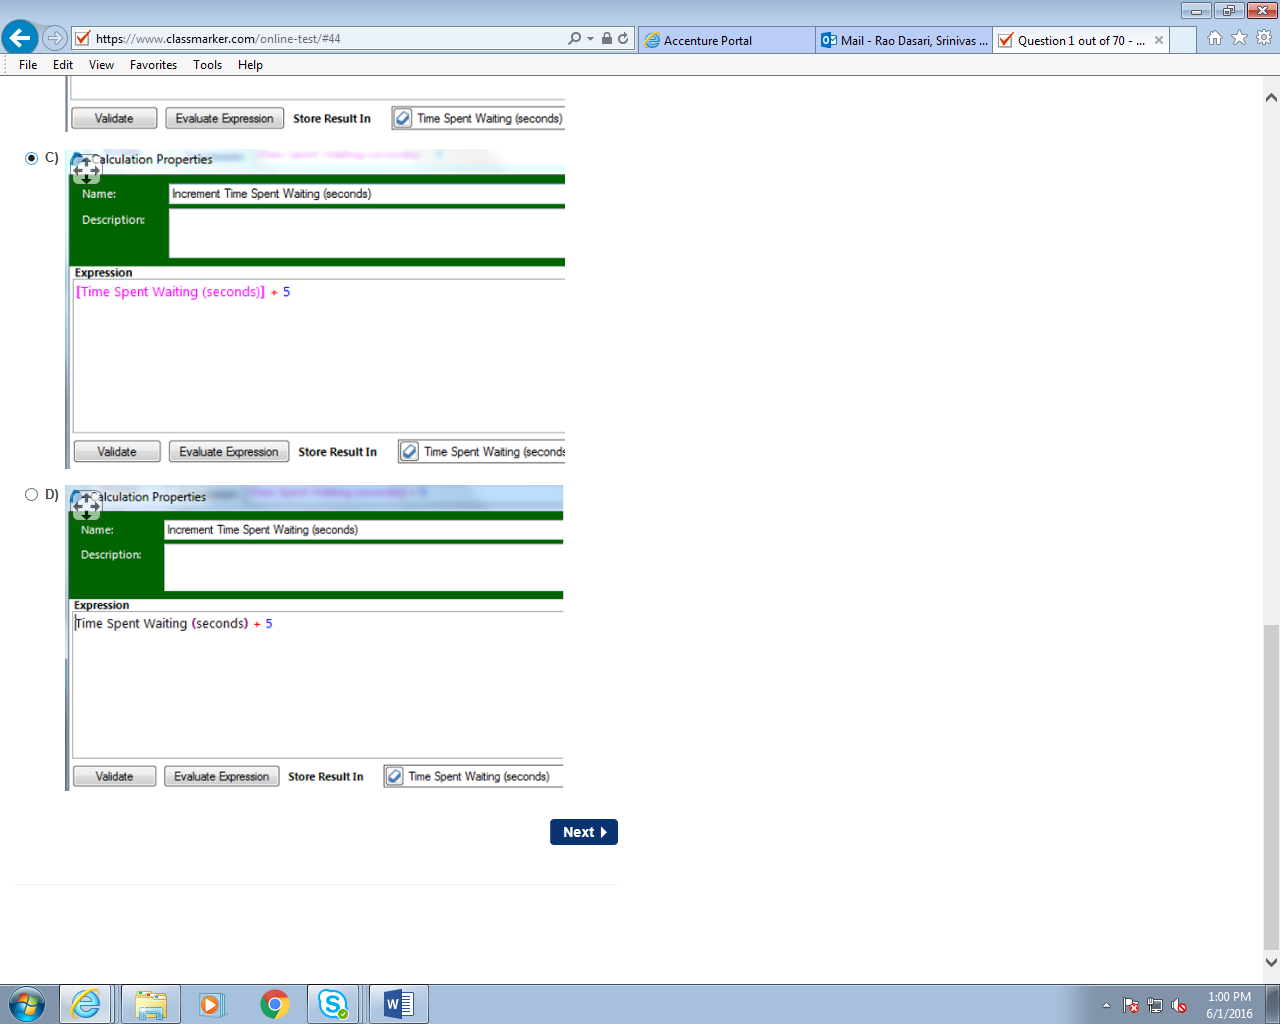 https://www.classmarker.com/online-test/#44
Accenture Portal
Mail - Rao Dasari, Srinivas ...
Question 1 out of 70 - ...
File Edit View Favorites Tools Help
Validate Evaluate Expression Store Result In Time Spent Waiting (seconds)
C) alculation Properties
Name: Increment Time Spent Waiting (seconds)
Description:
Expression
[Time Spent Waiting (seconds)] + 5
Validate Evaluate Expression Store Result In Time Spent Waiting (seconds
D) alculation Properties
Name: Increment Time Spent Waiting (seconds)
Description:
Expression
Time Spent Waiting (seconds) + 5
Validate Evaluate Expression Store Result In Time Spent Waiting (seconds)
Next
1:00 PM
6/1/2016